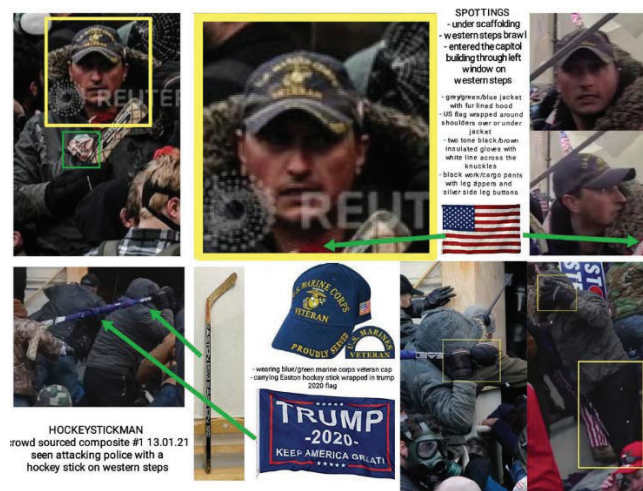 SPOTTINGS
- under scaffolding
- western steps brawl
- entered the capitol
building through left
window on
western steps
- grey/green/blue jacket
with fur lined hood
- US flag wrapped around
shoulders over or under
jacket
- two tone black/brown
insulated gloves with
white line across the
knuckles
- black work/cargo pants
with leg zippers and
silver side leg buttons
REUTER
U.S. MARINE CORPS
VETERAN
REU
U.S. MARINE CORPS
VETERAN
PROUDLY SERVED
U.S. MARINES
VETERAN
- wearing blue/green marine corps veteran cap
- carrying Easton hockey stick wrapped in trump
2020 flag
TRUMP
-2020-
KEEP AMERICA GREAT!
HOCKEYSTICKMAN
crowd sourced composite #1 13.01.21
seen attacking police with a
hockey stick on western steps